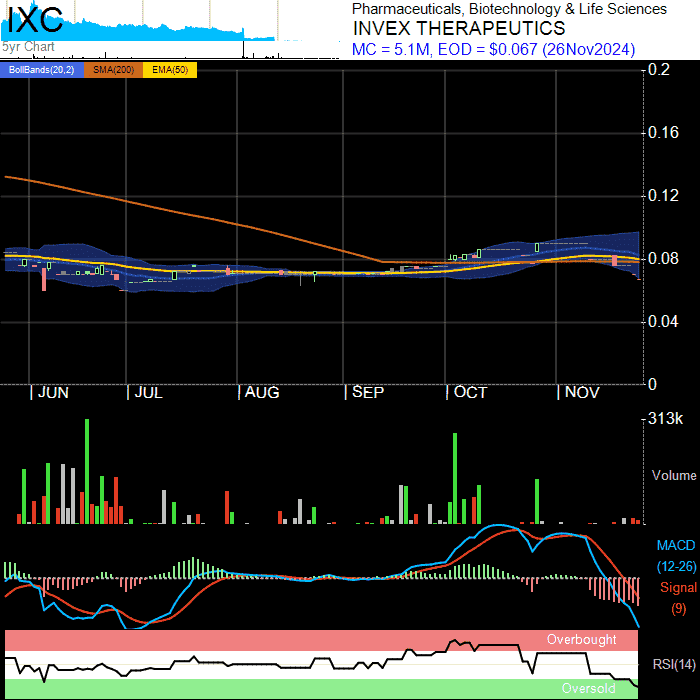 IXC
5yr Chart
Pharmaceuticals, Biotechnology & Life Sciences
INVEX THERAPEUTICS
MC = 5.1M, EOD = $0.067 (26Nov2024)
BollBands(20,2) SMA(200) EMA(50)
0.2
0.16
0.12
0.08
0.04
0
JUN JUL AUG SEP OCT NOV
313k
Volume
MACD
(12-26)
Signal
(9)
Overbought
RSI(14)
Oversold